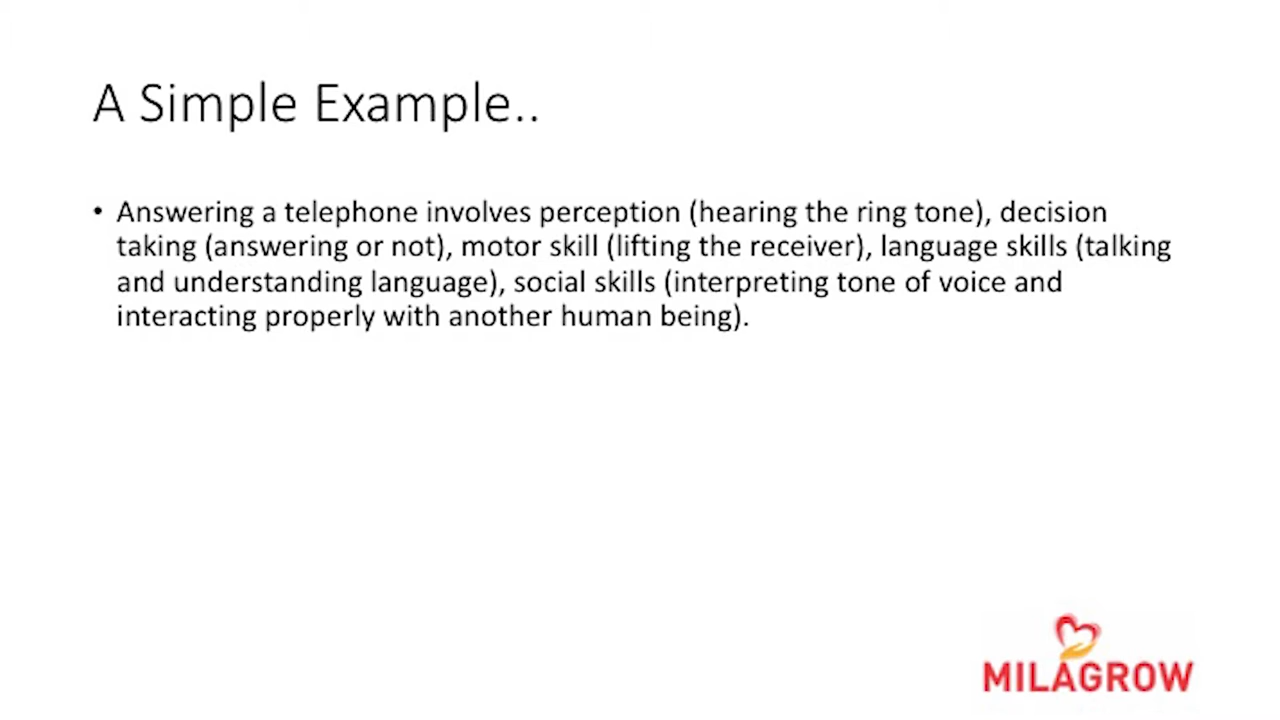 A Simple Example..
• Answering a telephone involves perception (hearing the ring tone), decision
taking (answering or not), motor skill (lifting the receiver), language skills (talking
and understanding language), social skills (interpreting tone of voice and
interacting properly with another human being).
MILAGROW